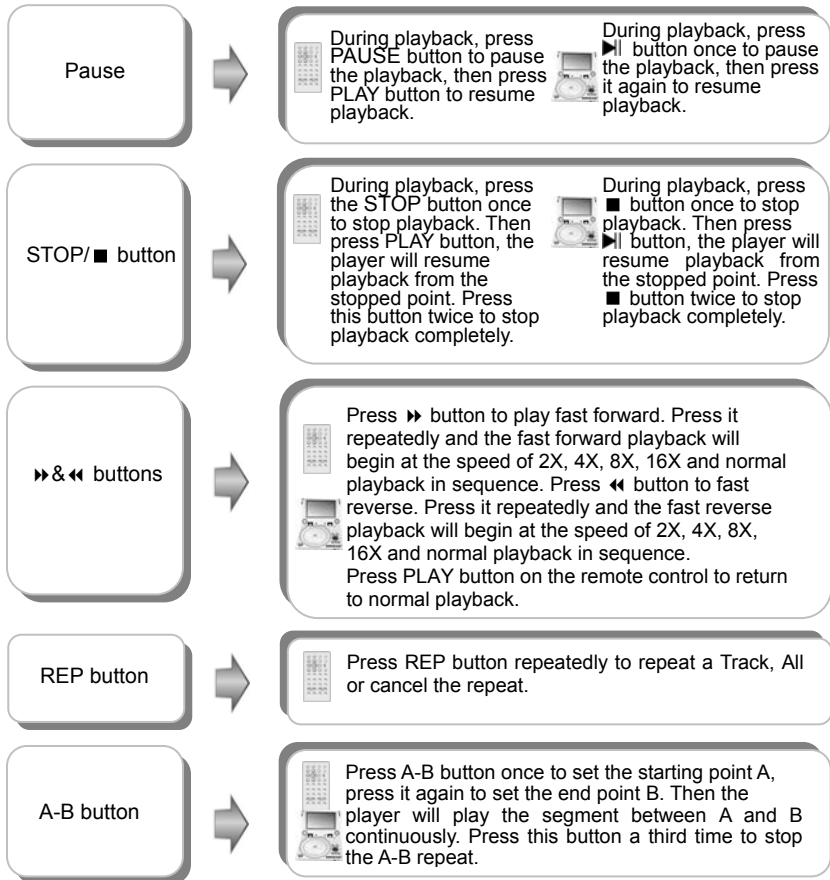 Pause
During playback, press
PAUSE button to pause
the playback, then press
PLAY button to resume
playback.
During playback, press
▶|| button once to pause
the playback, then press
it again to resume
playback.
STOP/ ■ button
During playback, press
the STOP button once
to stop playback. Then
press PLAY button, the
player will resume
playback from the
stopped point. Press
this button twice to stop
playback completely.
During playback, press
■ button once to stop
playback. Then press
▶|| button, the player will
resume playback from
the stopped point. Press
■ button twice to stop
playback completely.
▶▶&◀◀ buttons
Press ▶▶ button to play fast forward. Press it
repeatedly and the fast forward playback will
begin at the speed of 2X, 4X, 8X, 16X and normal
playback in sequence. Press ◀◀ button to fast
reverse. Press it repeatedly and the fast reverse
playback will begin at the speed of 2X, 4X, 8X,
16X and normal playback in sequence.
Press PLAY button on the remote control to return
to normal playback.
REP button
Press REP button repeatedly to repeat a Track, All
or cancel the repeat.
A-B button
Press A-B button once to set the starting point A,
press it again to set the end point B. Then the
player will play the segment between A and B
continuously. Press this button a third time to stop
the A-B repeat.